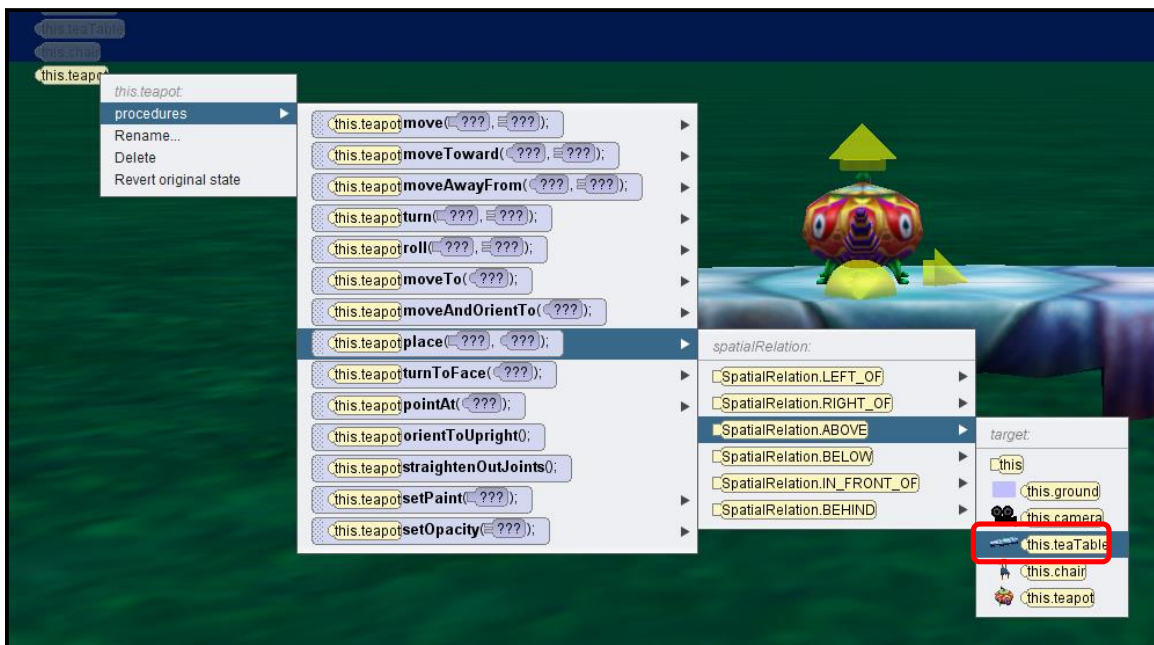 this.teaTable
this.chair
this.teapot
this.teapot:
procedures
Rename...
Delete
Revert original state
this.teapot move( ??? , ??? );
this.teapot moveToward( ??? , ??? );
this.teapot moveAwayFrom( ??? , ??? );
this.teapot turn( ??? , ??? );
this.teapot roll( ??? , ??? );
this.teapot moveTo( ??? );
this.teapot moveAndOrientTo( ??? );
this.teapot place( ??? , ??? );
this.teapot turnToFace( ??? );
this.teapot pointAt( ??? );
this.teapot orientToUpright();
this.teapot straightenOutJoints();
this.teapot setPaint( ??? );
this.teapot setOpacity( ??? );
spatialRelation:
SpatialRelation.LEFT_OF
SpatialRelation.RIGHT_OF
SpatialRelation.ABOVE
SpatialRelation.BELOW
SpatialRelation.IN_FRONT_OF
SpatialRelation.BEHIND
target:
this
this.ground
this.camera
this.teaTable
this.chair
this.teapot